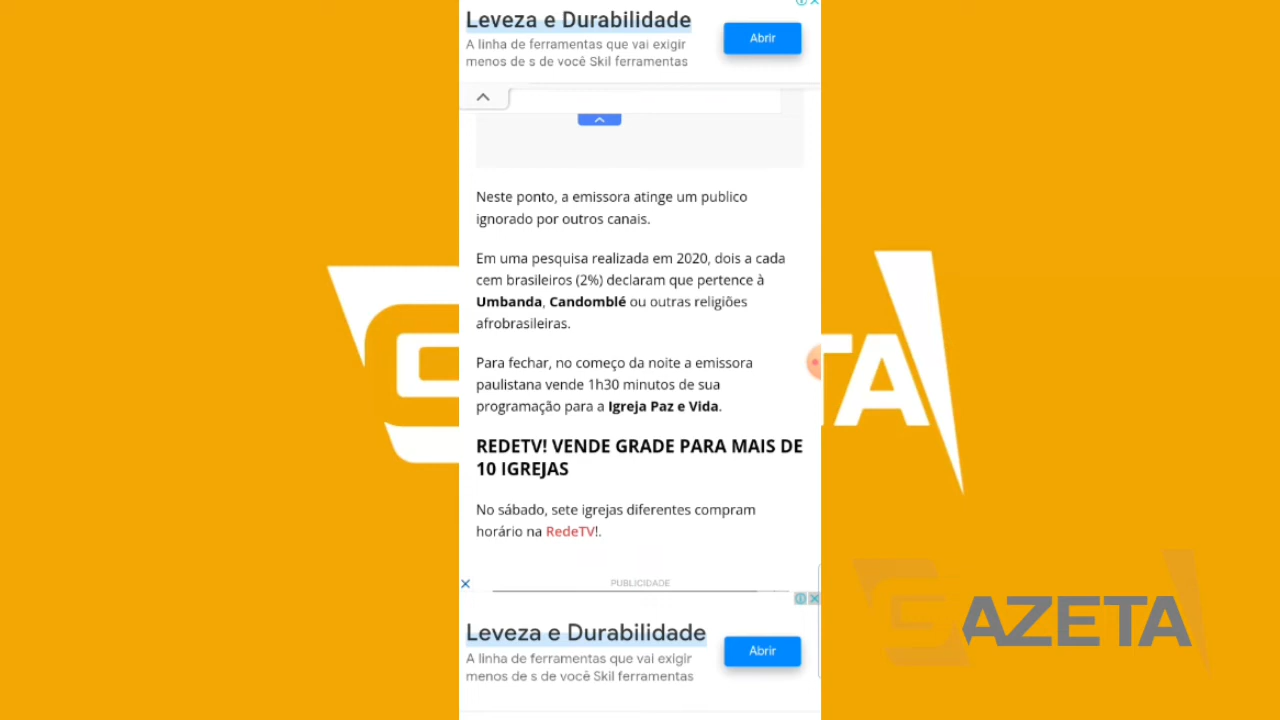 Leveza e Durabilidade
A linha de ferramentas que vai exigir
menos de s de você Skil ferramentas
Abrir
Neste ponto, a emissora atinge um publico
ignorado por outros canais.
Em uma pesquisa realizada em 2020, dois a cada
cem brasileiros (2%) declaram que pertence à
Umbanda, Candomblé ou outras religiões
afrobrasileiras.
Para fechar, no começo da noite a emissora
paulistana vende 1h30 minutos de sua
programação para a Igreja Paz e Vida.
REDETV! VENDE GRADE PARA MAIS DE
10 IGREJAS
No sábado, sete igrejas diferentes compram
horário na RedeTV!.
PUBLICIDADE
Leveza e Durabilidade
A linha de ferramentas que vai exigir
menos de s de você Skil ferramentas
Abrir
G
TA
GAZETA